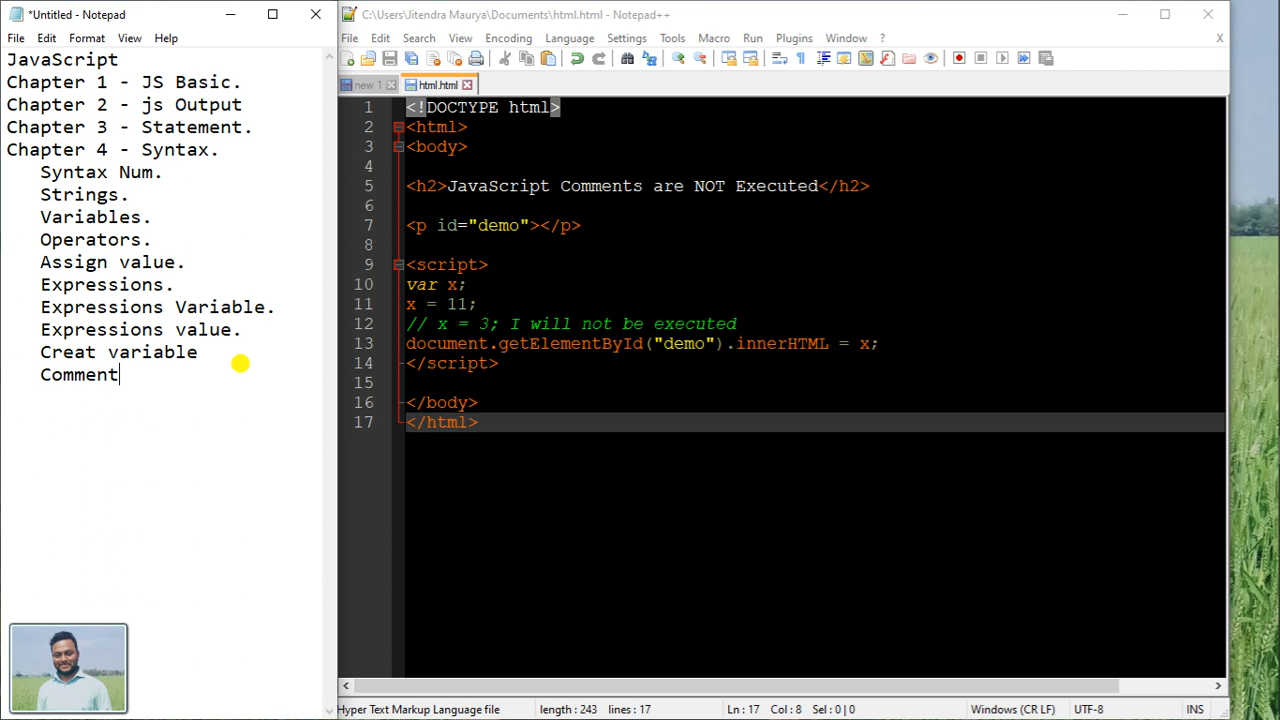 *Untitled - Notepad
File Edit Format View Help
JavaScript
Chapter 1 - JS Basic.
Chapter 2 - js Output
Chapter 3 - Statement.
Chapter 4 - Syntax.
Syntax Num.
Strings.
Variables.
Operators.
Assign value.
Expressions.
Expressions Variable.
Expressions value.
Creat variable
Comment
C:\Users\Jitendra Maurya\Documents\html.html - Notepad++
File Edit Search View Encoding Language Settings Tools Macro Run Plugins Window ? X
new 1 html.html
1 <!DOCTYPE html>
2 <html>
3 <body>
4
5 <h2>JavaScript Comments are NOT Executed</h2>
6
7 <p id="demo"></p>
8
9 <script>
10 var x;
11 x = 11;
12 // x = 3; I will not be executed
13 document.getElementById("demo").innerHTML = x;
14 </script>
15
16 </body>
17 </html>
Hyper Text Markup Language file length : 243 lines : 17 Ln : 17 Col : 8 Sel : 0 | 0 Windows (CR LF) UTF-8 INS